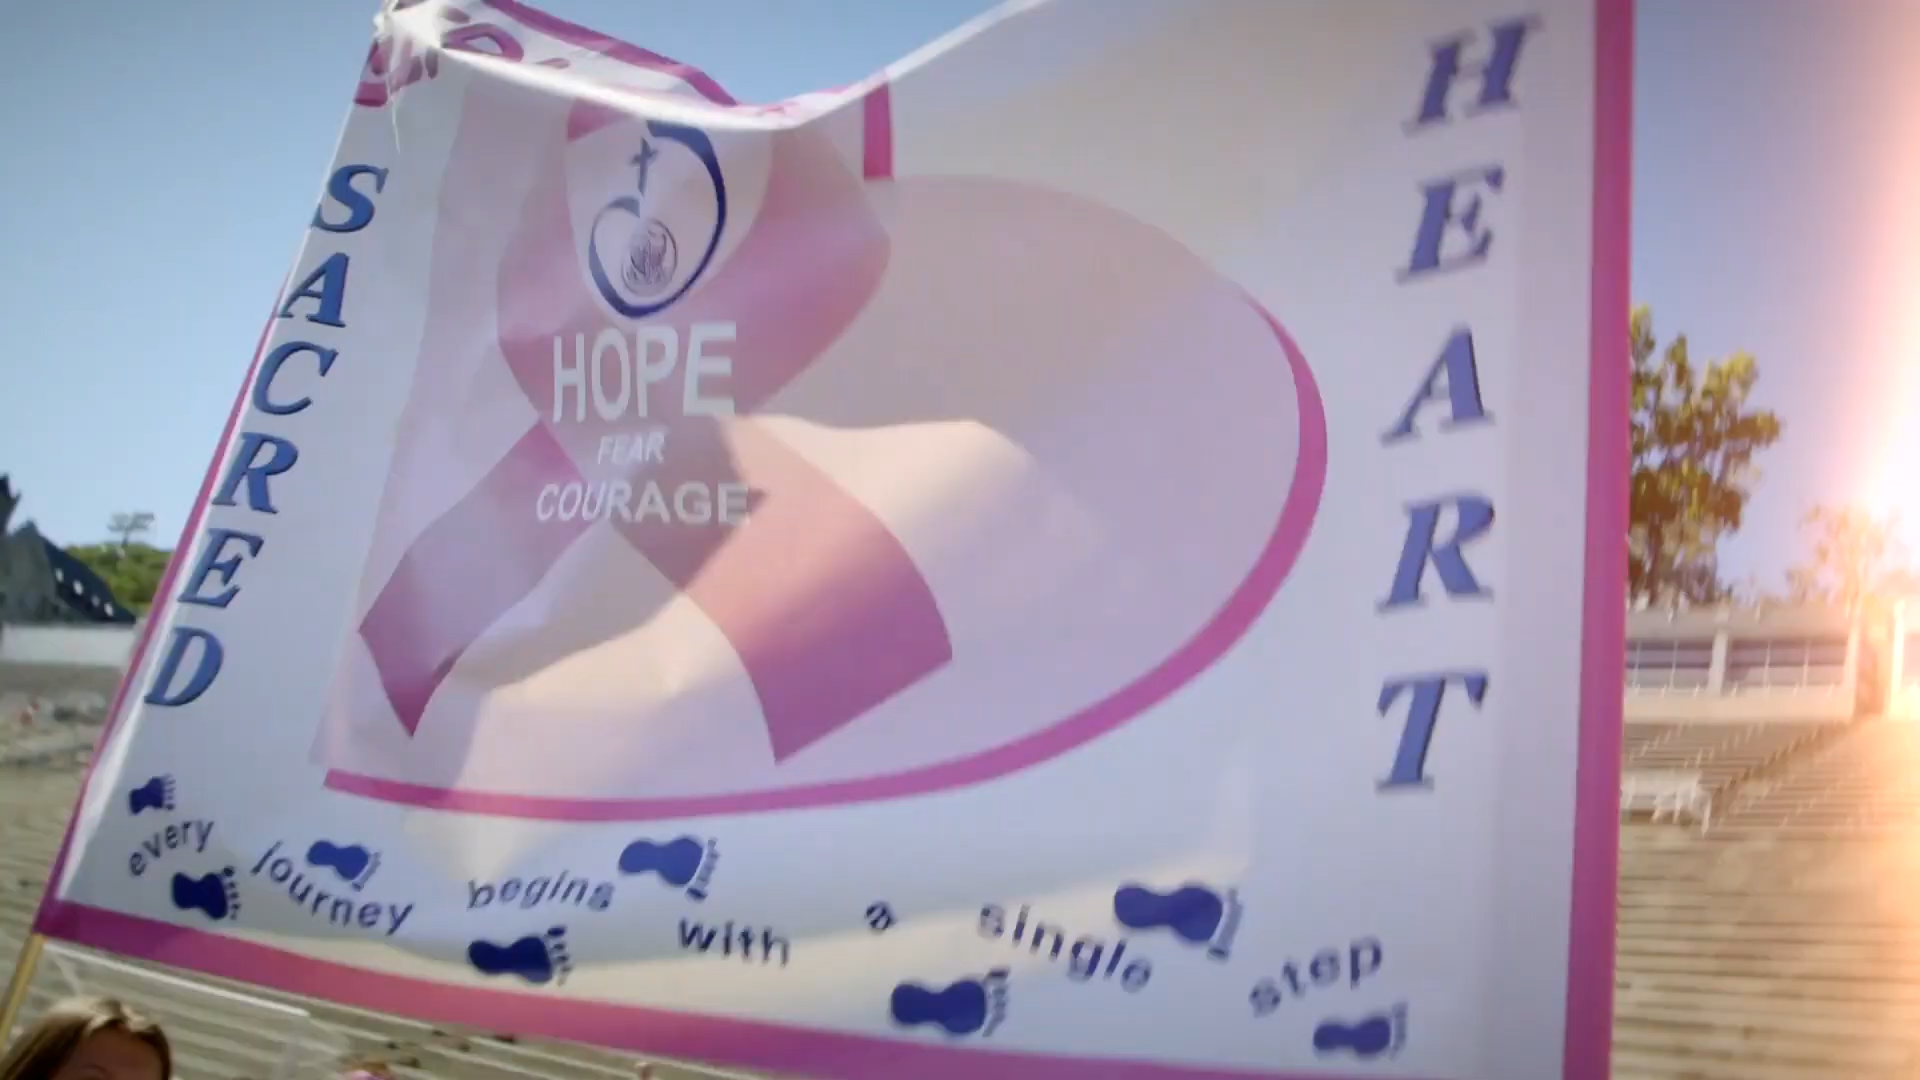 SACRED
HEART
HOPE
FEAR
COURAGE
every journey begins with a single step